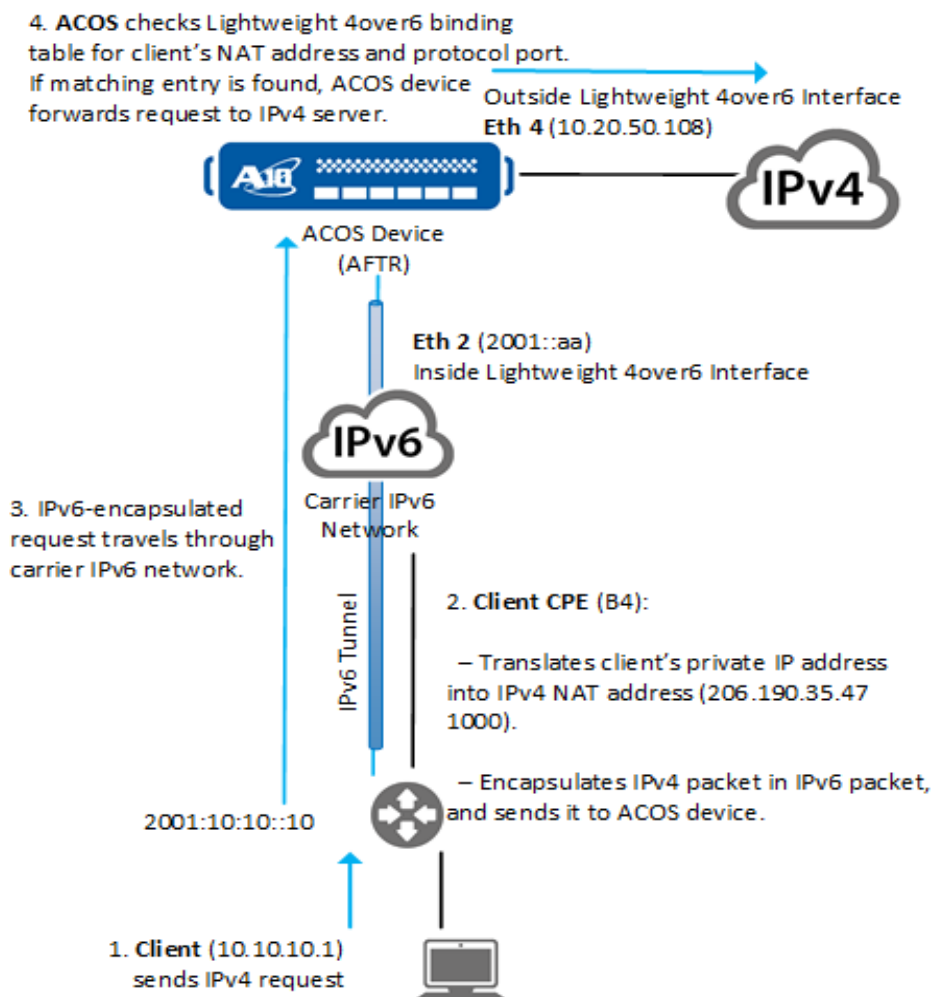 4. ACOS checks Lightweight 4over6 binding
table for client's NAT address and protocol port.
If matching entry is found, ACOS device
forwards request to IPv4 server.
Outside Lightweight 4over6 Interface
Eth 4 (10.20.50.108)
A10
IPv4
ACOS Device
(AFTR)
Eth 2 (2001::aa)
Inside Lightweight 4over6 Interface
IPv6
Carrier IPv6
Network
3. IPv6-encapsulated
request travels through
carrier IPv6 network.
IPv6 Tunnel
2. Client CPE (B4):
– Translates client's private IP address
into IPv4 NAT address (206.190.35.47
1000).
– Encapsulates IPv4 packet in IPv6 packet,
and sends it to ACOS device.
2001:10:10::10
1. Client (10.10.10.1)
sends IPv4 request